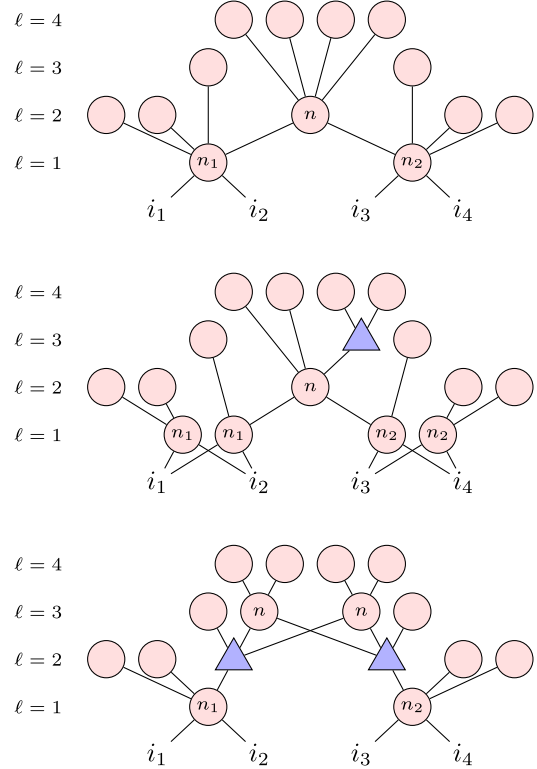 ℓ = 4
ℓ = 3
ℓ = 2 n
ℓ = 1 n₁ n₂
i₁ i₂ i₃ i₄
ℓ = 4
ℓ = 3
ℓ = 2 n
ℓ = 1 n₁ n₁ n₂ n₂
i₁ i₂ i₃ i₄
ℓ = 4
ℓ = 3 n n
ℓ = 2
ℓ = 1 n₁ n₂
i₁ i₂ i₃ i₄